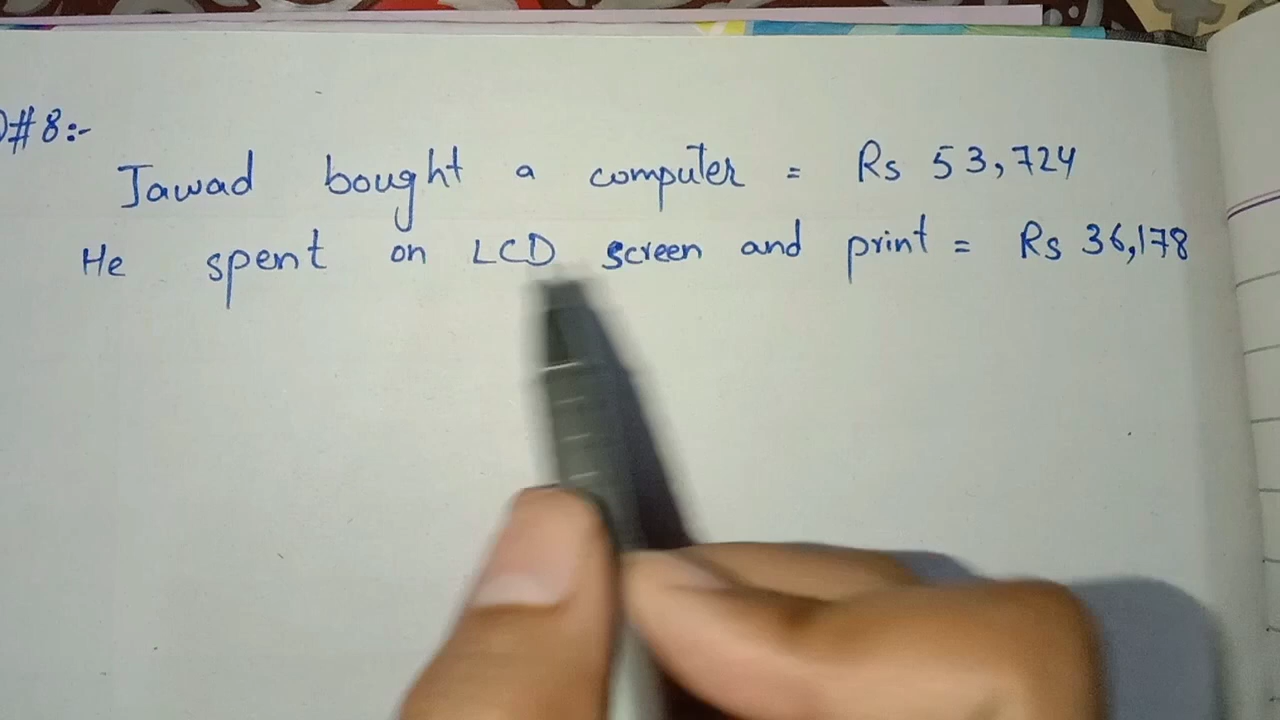 Q#8:-
Jawad bought a computer = Rs 53,724
He spent on LCD screen and print = Rs 36,178